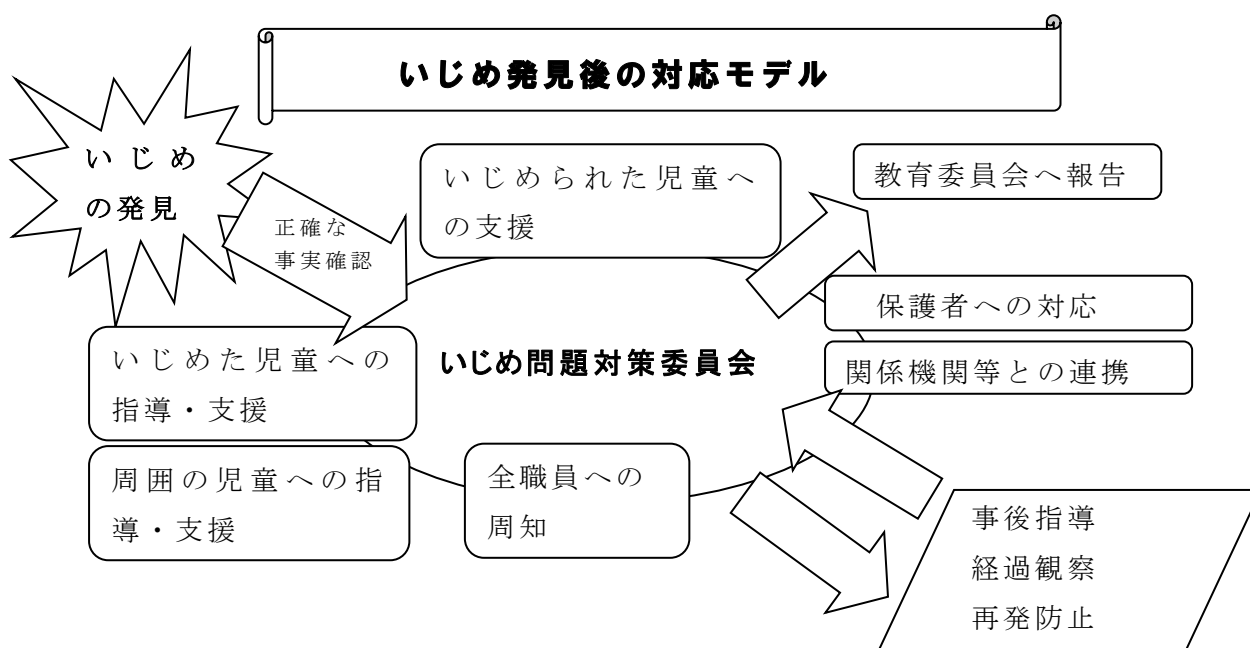 いじめ発見後の対応モデル
いじめ
の発見
正確な
事実確認
いじめられた児童へ
の支援
教育委員会へ報告
保護者への対応
関係機関等との連携
いじめ問題対策委員会
いじめた児童への
指導・支援
周囲の児童への指
導・支援
全職員への
周知
事後指導
経過観察
再発防止